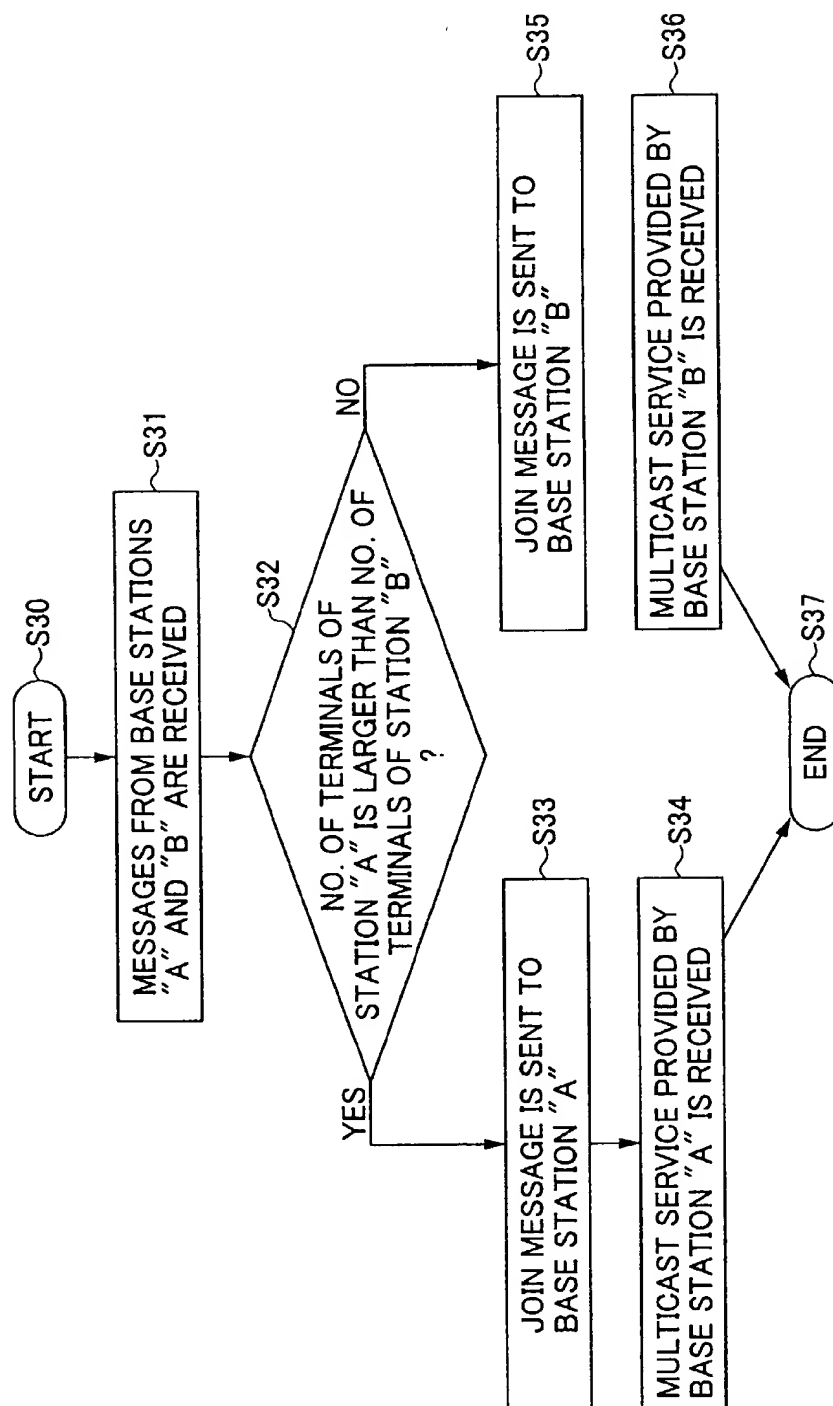 START
S30
MESSAGES FROM BASE STATIONS
"A" AND "B" ARE RECEIVED
S31
NO. OF TERMINALS OF
STATION "A" IS LARGER THAN NO. OF
TERMINALS OF STATION "B"
?
S32
YES
NO
JOIN MESSAGE IS SENT TO
BASE STATION "A"
S33
MULTICAST SERVICE PROVIDED BY
BASE STATION "A" IS RECEIVED
S34
JOIN MESSAGE IS SENT TO
BASE STATION "B"
S35
MULTICAST SERVICE PROVIDED BY
BASE STATION "B" IS RECEIVED
S36
END
S37